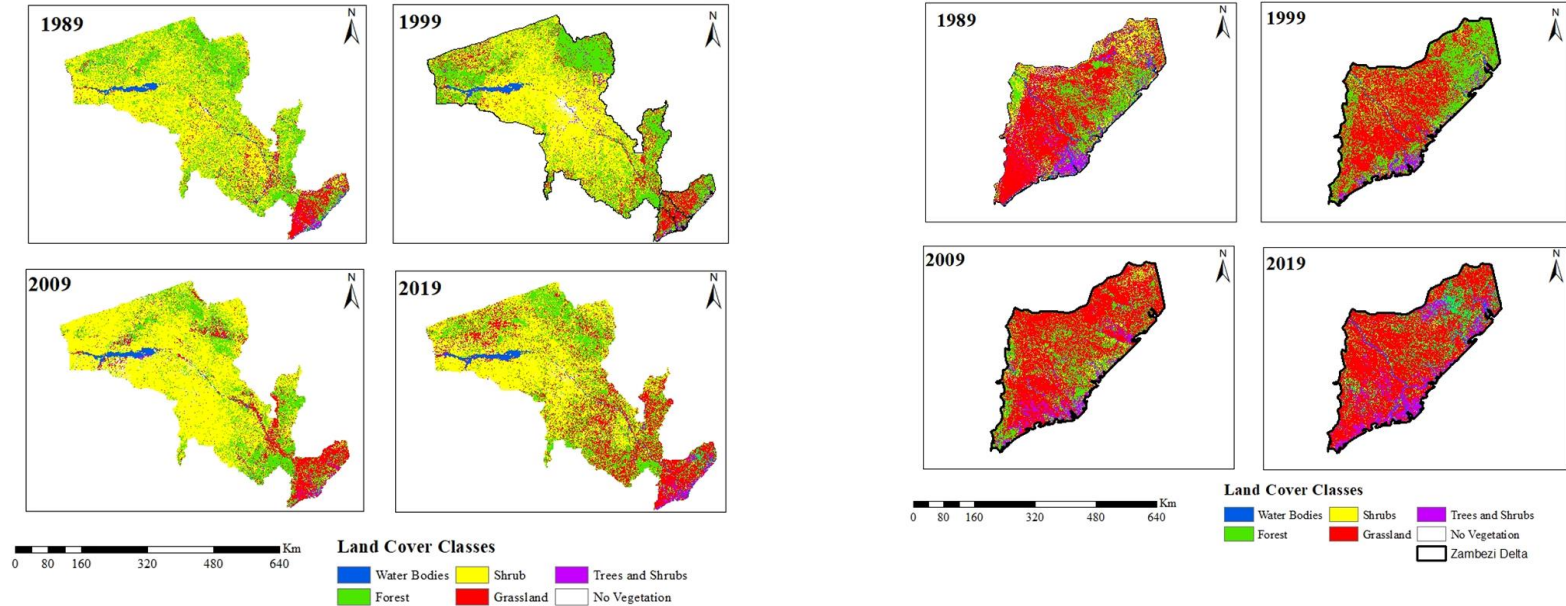 1989
N
1999
N
2009
N
2019
N
Km
0 80 160 320 480 640
Land Cover Classes
Water Bodies Shrub Trees and Shrubs
Forest Grassland No Vegetation
1989
N
1999
N
2009
N
2019
N
Km
0 80 160 320 480 640
Land Cover Classes
Water Bodies Shrubs Trees and Shrubs
Forest Grassland No Vegetation
Zambezi Delta